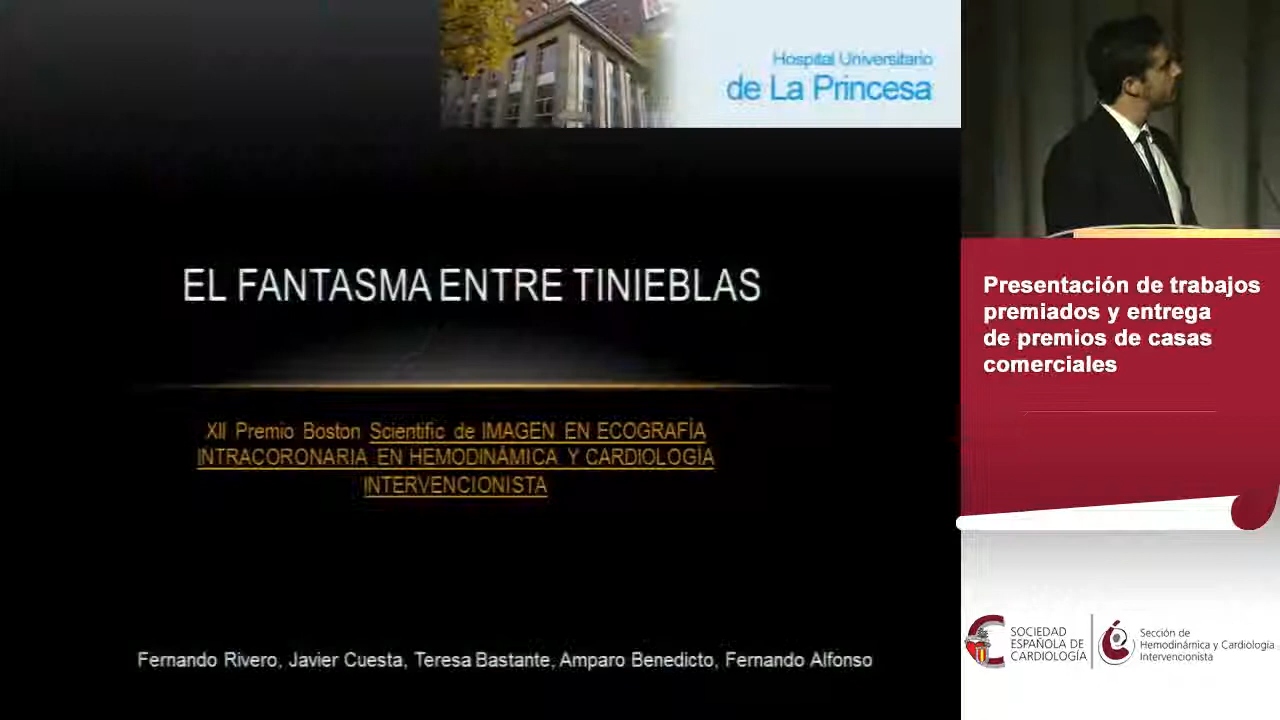 Hospital Universitario
de La Princesa
EL FANTASMA ENTRE TINIEBLAS
XII Premio Boston Scientific de IMAGEN EN ECOGRAFÍA
INTRACORONARIA EN HEMODINÁMICA Y CARDIOLOGÍA
INTERVENCIONISTA
Fernando Rivero, Javier Cuesta, Teresa Bastante, Amparo Benedicto, Fernando Alfonso
Presentación de trabajos
premiados y entrega
de premios de casas
comerciales
SOCIEDAD
ESPAÑOLA DE
CARDIOLOGÍA
Sección de
Hemodinámica y Cardiología
Intervencionista